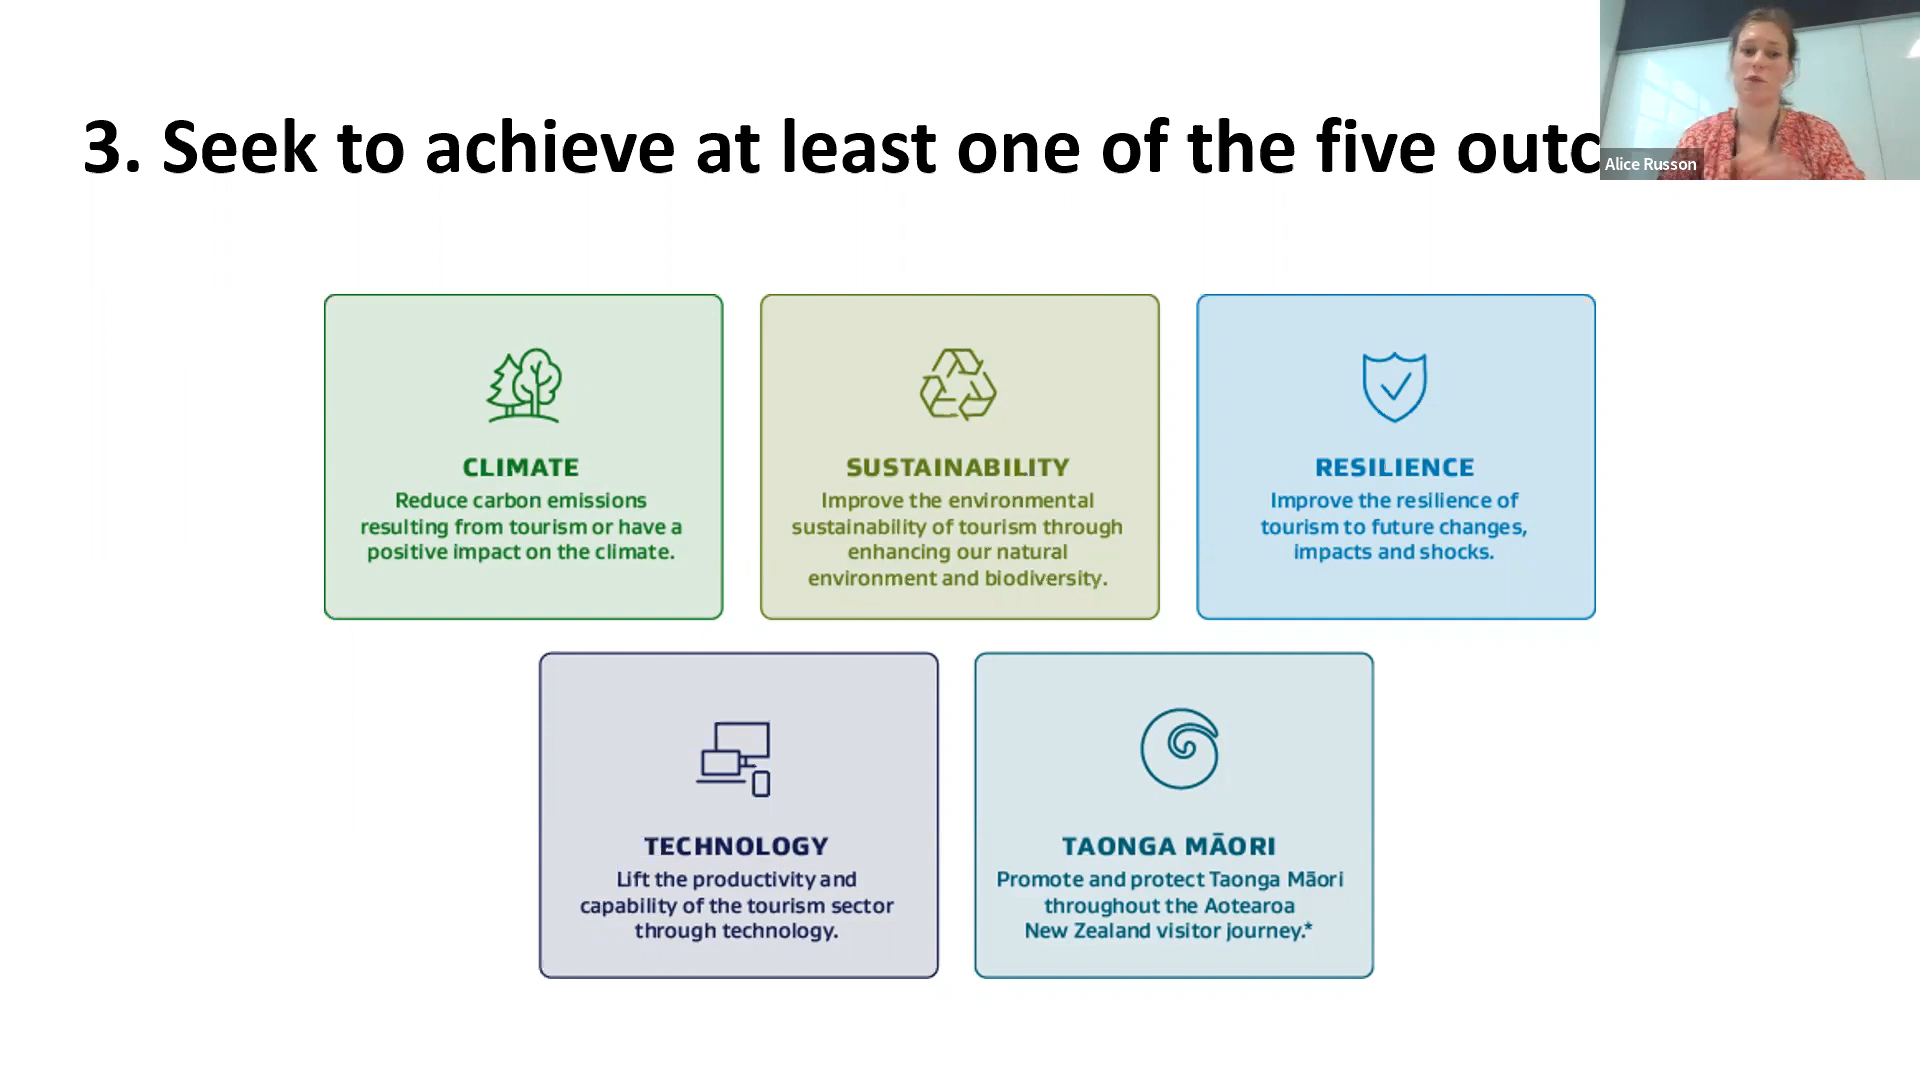 3. Seek to achieve at least one of the five outc
Alice Russon
CLIMATE
Reduce carbon emissions
resulting from tourism or have a
positive impact on the climate.
SUSTAINABILITY
Improve the environmental
sustainability of tourism through
enhancing our natural
environment and biodiversity.
RESILIENCE
Improve the resilience of
tourism to future changes,
impacts and shocks.
TECHNOLOGY
Lift the productivity and
capability of the tourism sector
through technology.
TAONGA MĀORI
Promote and protect Taonga Māori
throughout the Aotearoa
New Zealand visitor journey.*